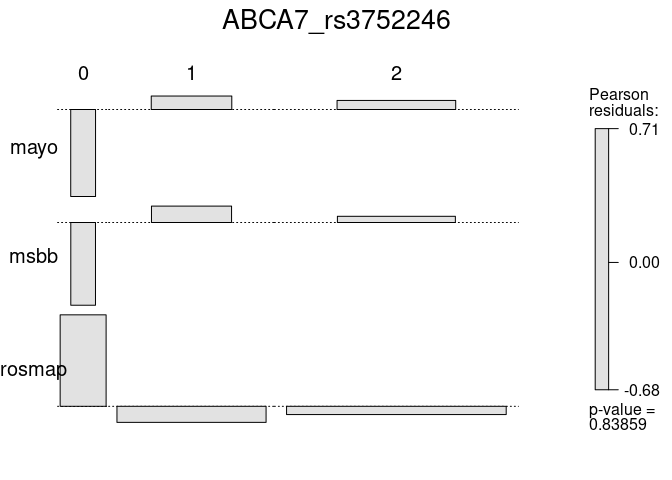 ABCA7_rs3752246
0 1 2
mayo
msbb
rosmap
Pearson
residuals:
0.71
0.00
-0.68
p-value =
0.83859